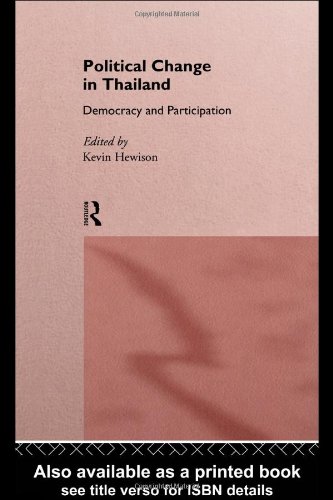 Political Change
in Thailand
Democracy and Participation
Edited by
Kevin Hewison
ROUTLEDGE
Also available as a printed book
see title verso for ISBN details